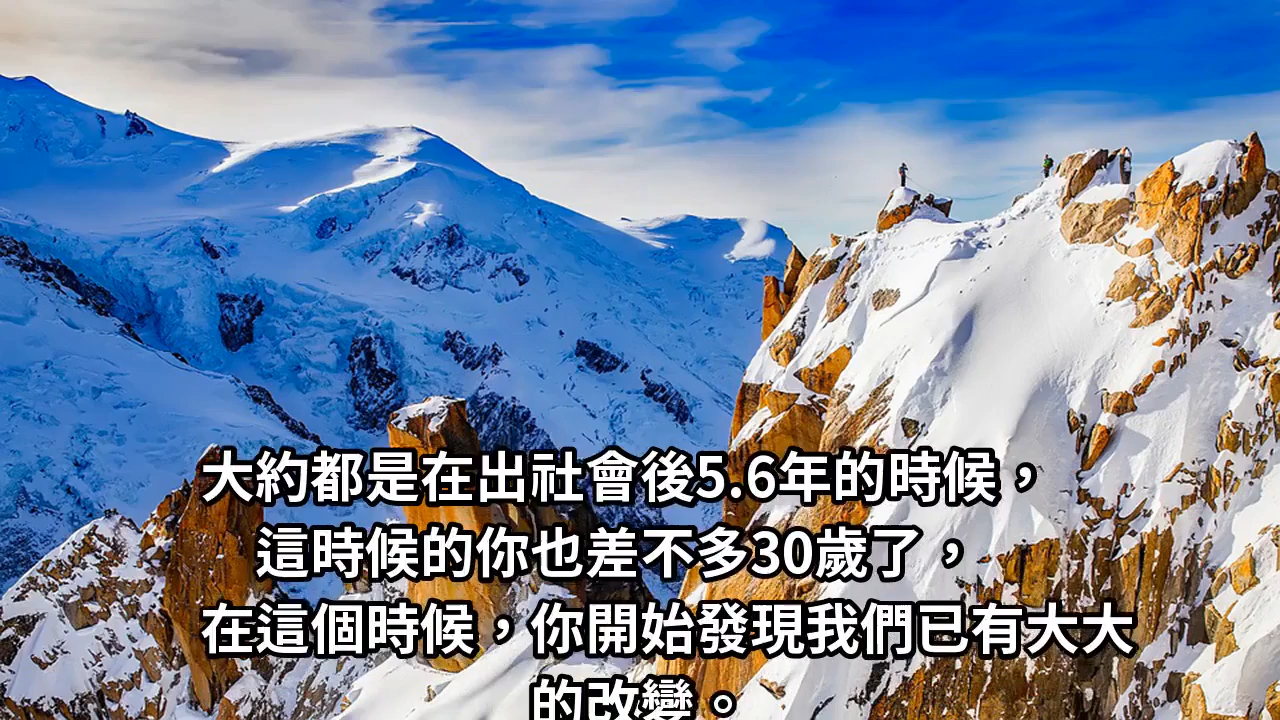 大約都是在出社會後5.6年的時候，
這時候的你也差不多30歲了，
在這個時候，你開始發現我們已有大大
的改變。